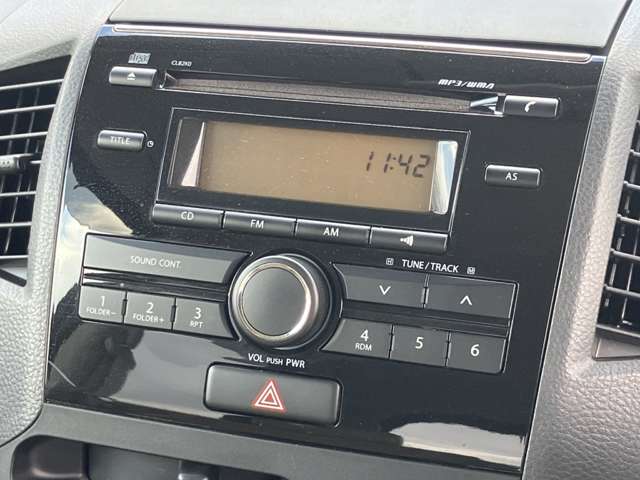 CLB2X0
MP3/WMA
TITLE
11:42
AS
CD FM AM
SOUND CONT.
TUNE/TRACK
1 FOLDER−
2 FOLDER+
3 RPT
4 RDM
5
6
VOL PUSH PWR